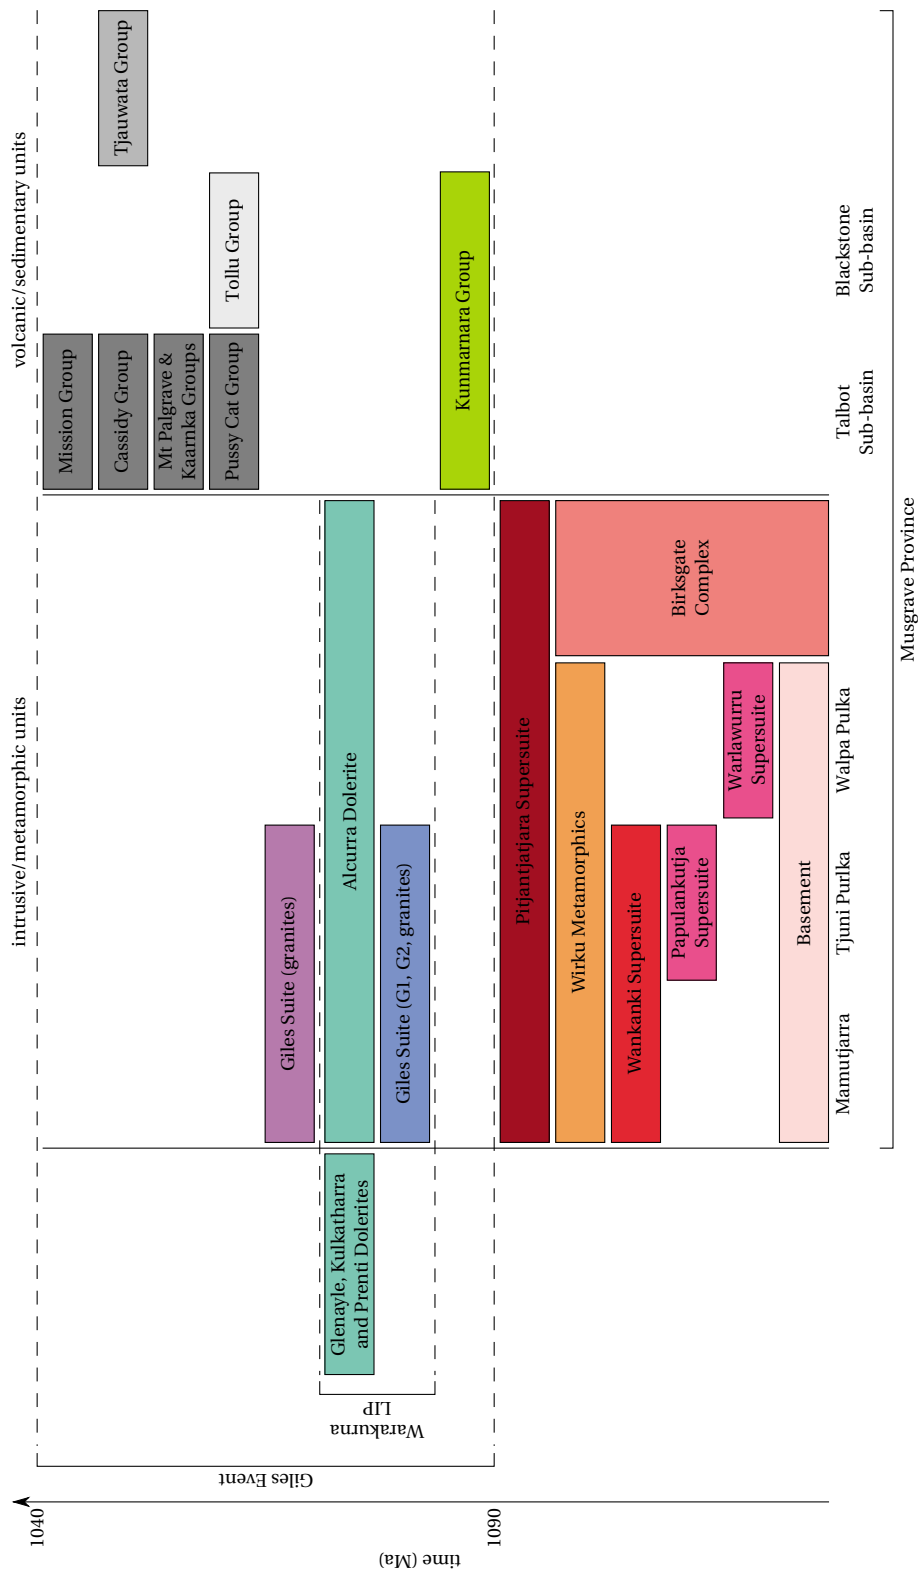 intrusive/metamorphic units
volcanic/sedimentary units
1040
1090
time (Ma)
Giles Event
Warakurna
LIP
Glenayle, Kulkatharra
and Prenti Dolerites
Giles Suite (granites)
Alcurra Dolerite
Giles Suite (G1, G2, granites)
Pitjantjatjara Supersuite
Wirku Metamorphics
Wankanki Supersuite
Papulankutja
Supersuite
Warlawurru
Supersuite
Basement
Birksgate
Complex
Mission Group
Cassidy Group
Mt Palgrave &
Kaarnka Groups
Pussy Cat Group
Tollu Group
Tjauwata Group
Kunmarnara Group
Mamutjarra
Tjuni Purlka
Walpa Pulka
Talbot
Sub-basin
Blackstone
Sub-basin
Musgrave Province